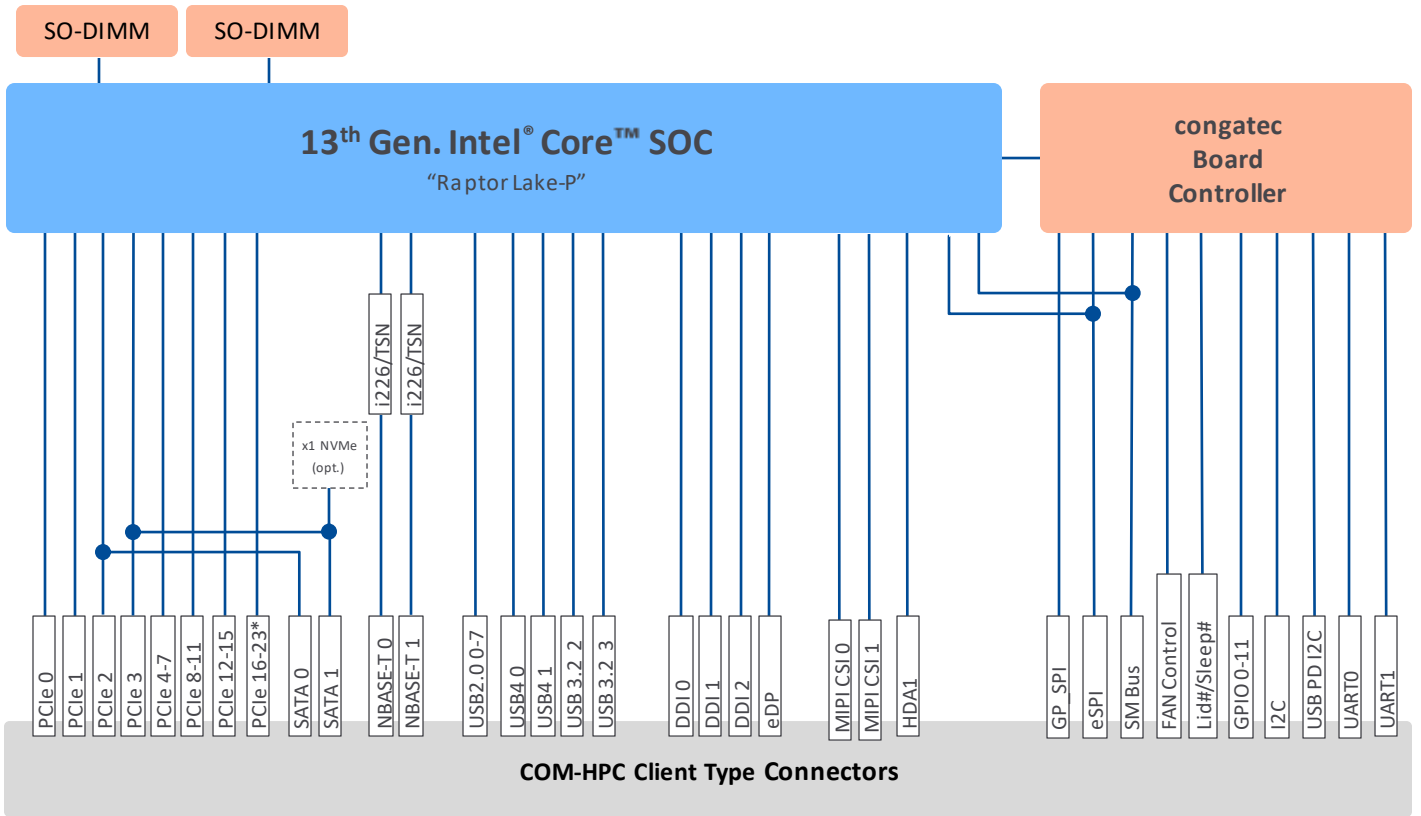 SO-DIMM
SO-DIMM
13th Gen. Intel® Core™ SOC
“Raptor Lake-P”
congatec
Board
Controller
i226/TSN
i226/TSN
x1 NVMe
(opt.)
PCIe 0
PCIe 1
PCIe 2
PCIe 3
PCIe 4-7
PCIe 8-11
PCIe 12-15
PCIe 16-23*
SATA 0
SATA 1
NBASE-T 0
NBASE-T 1
USB2.0 0-7
USB4 0
USB4 1
USB 3.2 2
USB 3.2 3
DDI 0
DDI 1
DDI 2
eDP
MIPI CSI 0
MIPI CSI 1
HDA1
GP_SPI
eSPI
SM Bus
FAN Control
Lid#/Sleep#
GPIO 0-11
I2C
USB PD I2C
UART0
UART1
COM-HPC Client Type Connectors